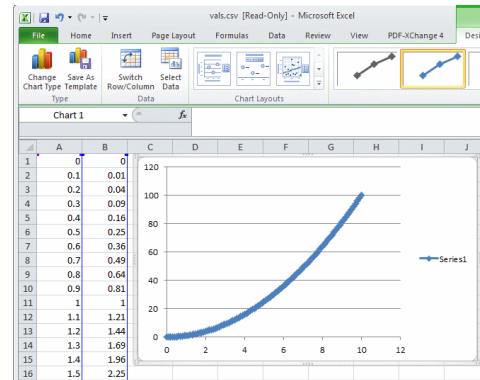 vals.csv [Read-Only] - Microsoft Excel
File Home Insert Page Layout Formulas Data Review View PDF-XChange 4 Desi
Change Chart Type
Save As Template
Switch Row/Column
Select Data
Type Data Chart Layouts
Chart 1 fx
A B C D E F G H I J
1 0 0
2 0.1 0.01
3 0.2 0.04
4 0.3 0.09
5 0.4 0.16
6 0.5 0.25
7 0.6 0.36
8 0.7 0.49
9 0.8 0.64
10 0.9 0.81
11 1 1
12 1.1 1.21
13 1.2 1.44
14 1.3 1.69
15 1.4 1.96
16 1.5 2.25
120
100
80
60
40
20
0
0 2 4 6 8 10 12
Series1